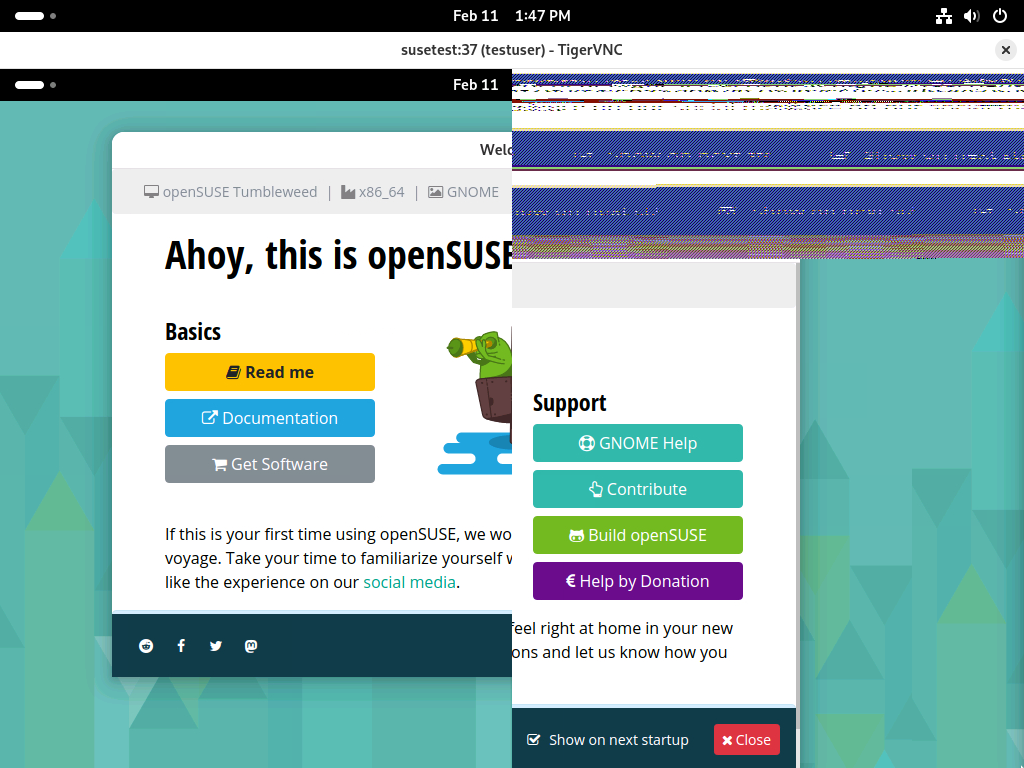 Feb 11 1:47 PM
susetest:37 (testuser) - TigerVNC
Feb 11
Welc
openSUSE Tumbleweed | x86_64 | GNOME
Ahoy, this is openSUSE
Basics
Read me
Documentation
Get Software
Support
GNOME Help
Contribute
Build openSUSE
€ Help by Donation
If this is your first time using openSUSE, we wo
voyage. Take your time to familiarize yourself w
like the experience on our social media.
feel right at home in your new
ons and let us know how you
Show on next startup
Close